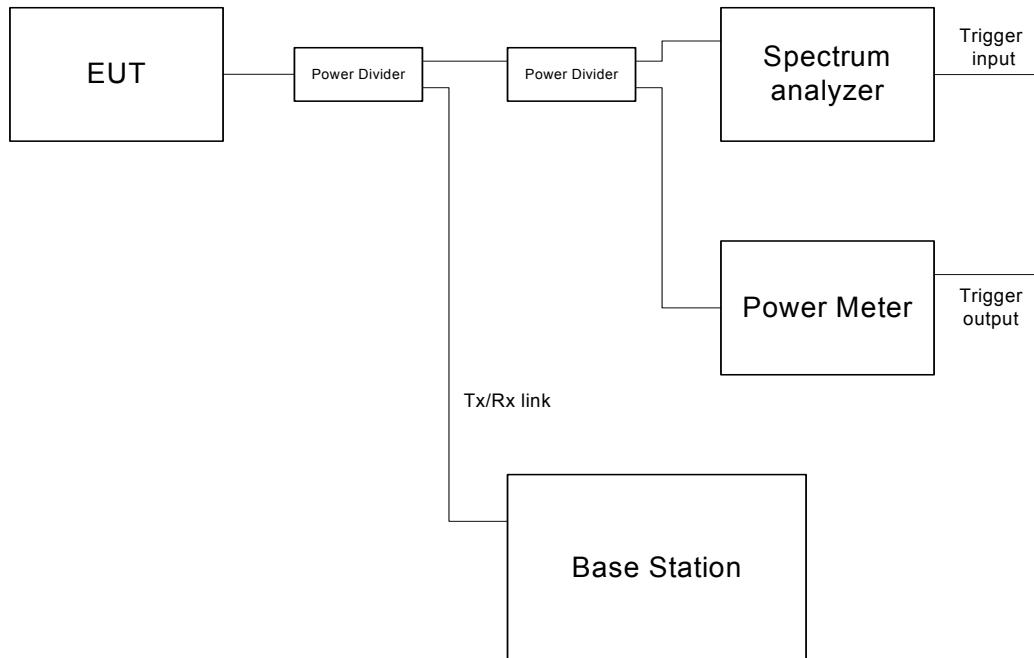 EUT
Power Divider
Power Divider
Spectrum
analyzer
Trigger
input
Power Meter
Trigger
output
Tx/Rx link
Base Station